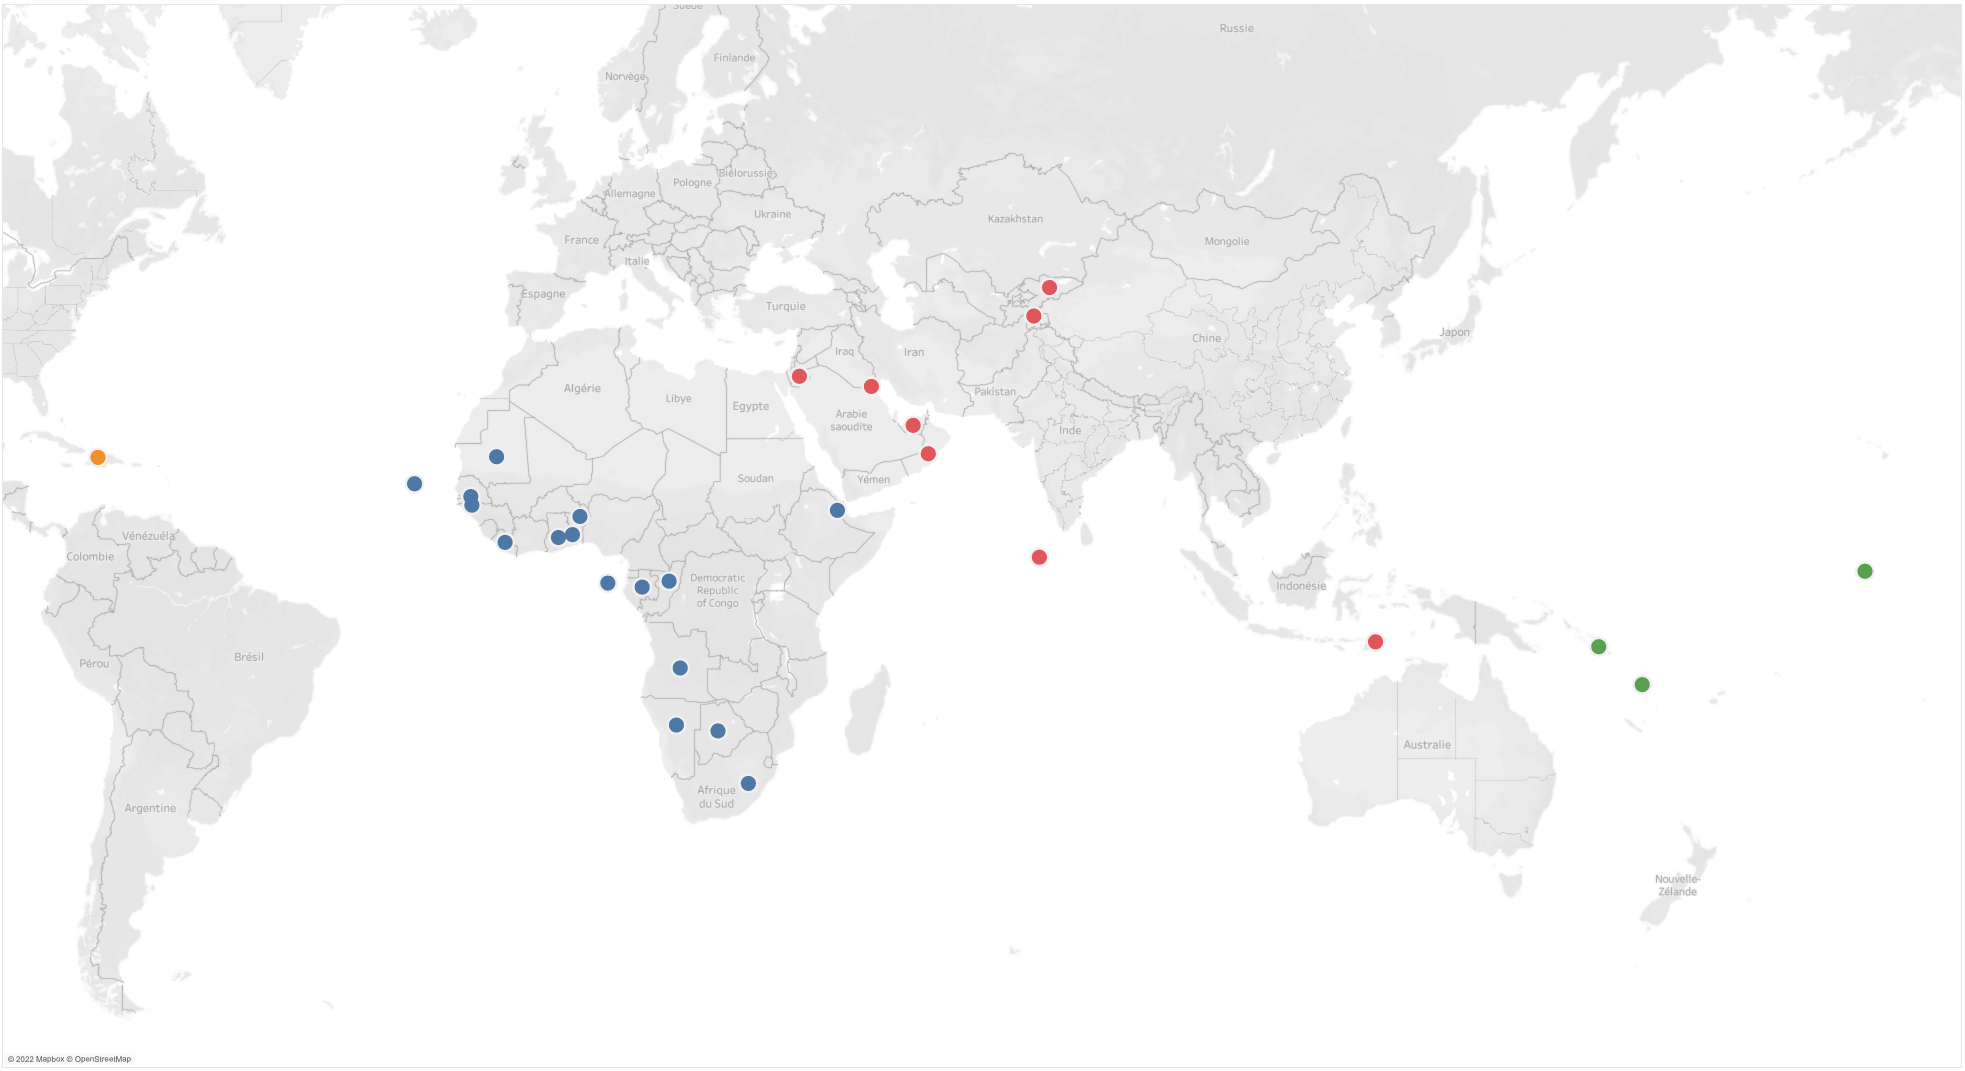 Suède
Russie
Finlande
Norvège
Biélorussie
Pologne
Allemagne
Ukraine
Kazakhstan
France
Mongolie
Italie
Espagne
Turquie
Japon
Chine
Iraq
Iran
Algérie
Libye
Egypte
Pakistan
Arabie
saoudite
Inde
Soudan
Yémen
Vénézuéla
Colombie
Democratic
Republic
of Congo
Indonésie
Brésil
Pérou
Australie
Afrique
du Sud
Argentine
Nouvelle-
Zélande
© 2022 Mapbox © OpenStreetMap